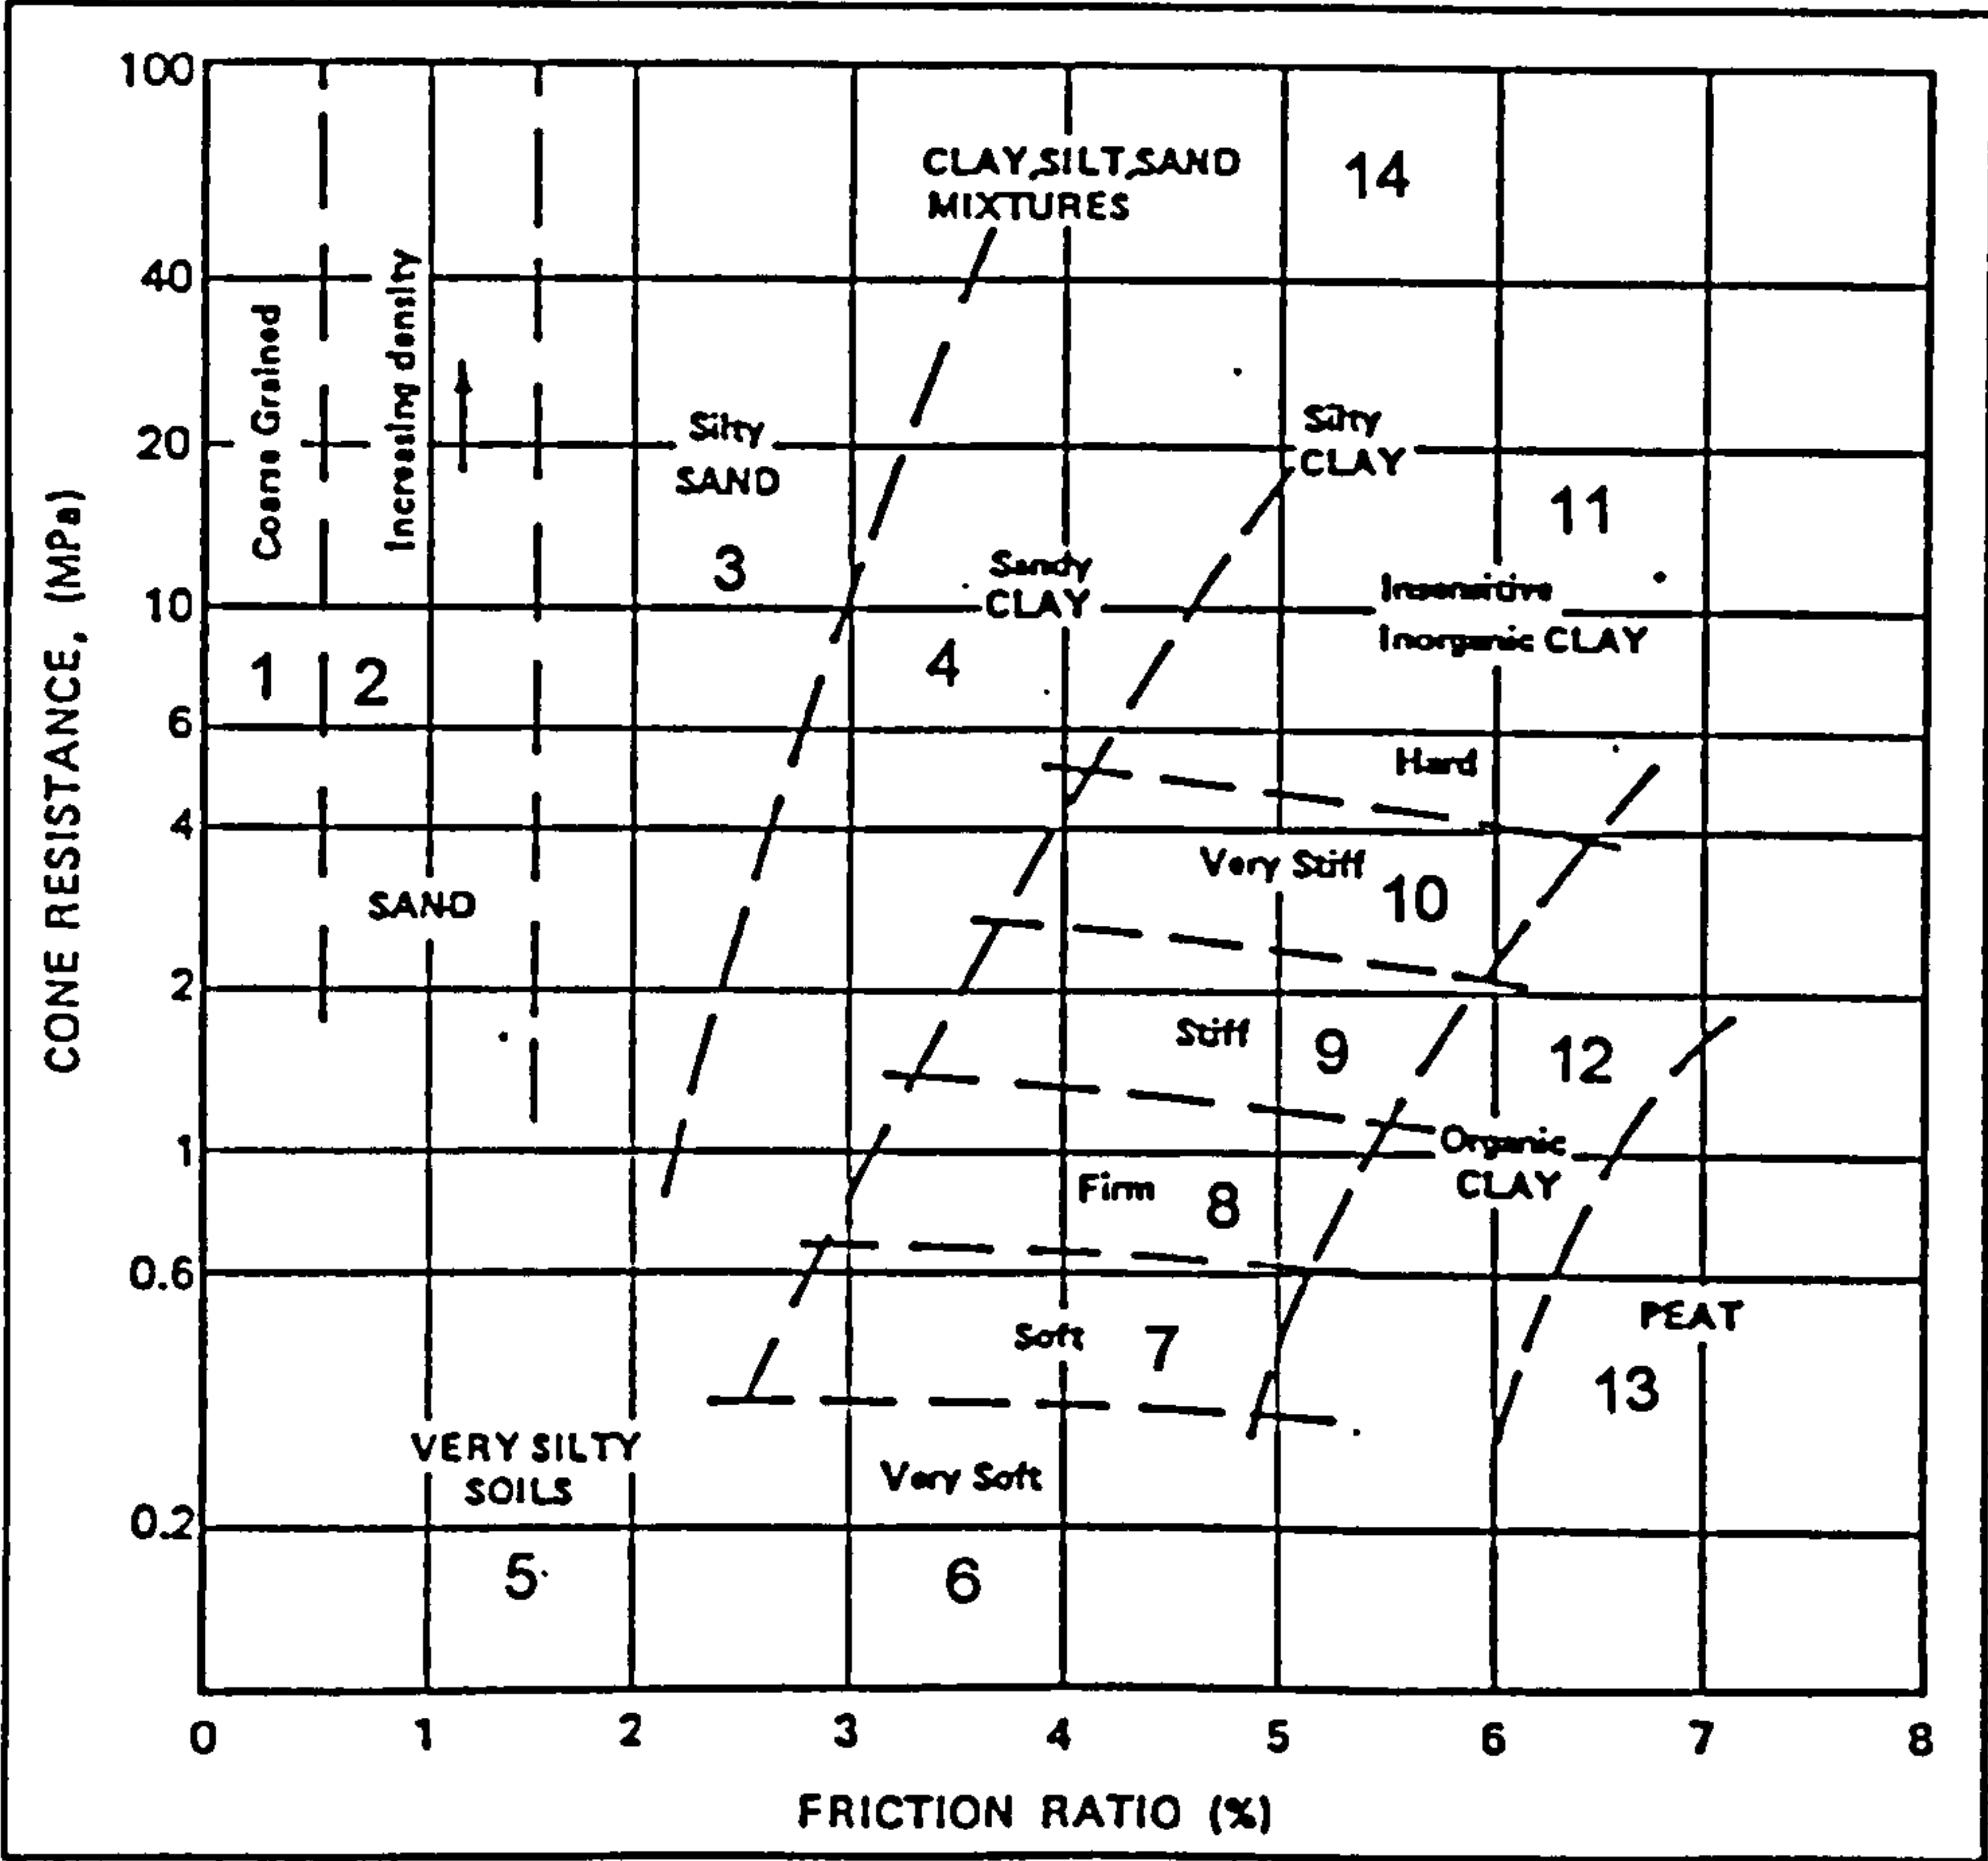 100
CLAY,SILT,SAND
MIXTURES
14
40
Coarse Grained
Increasing density
20
Silty
SAND
Silty
CLAY
11
3
Sandy
CLAY
Insensitive
Inorganic CLAY
10
1
2
4
6
Hard
4
Very Stiff
10
SAND
2
Stiff
9
12
1
Organic
CLAY
Firm
8
0.6
PEAT
Soft
7
13
VERY SILTY
SOILS
Very Soft
0.2
5
6
0 1 2 3 4 5 6 7 8
FRICTION RATIO (%)
CONE RESISTANCE, (MPa)